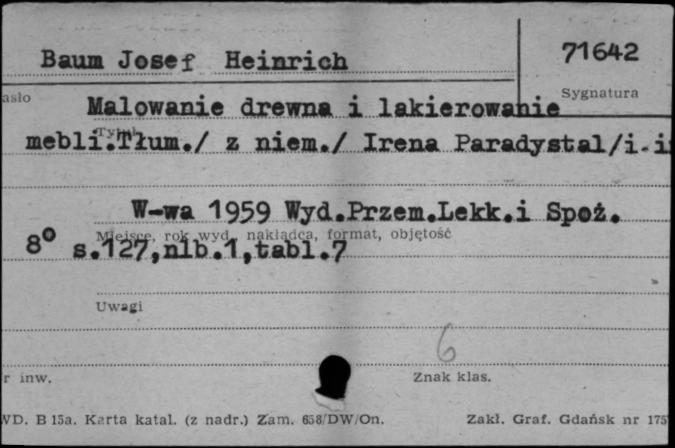 Baum Josef Heinrich
71642
asło
Sygnatura
Malowanie drewna i lakierowanie
Tytuł
mebli.Tłum./ z niem./ Irena Paradystal/i.
W-wa 1959 Wyd.Przem.Lekk.i Spoż.
Miejsce, rok wyd., nakładca, format, objętość
8° s.127,nlb.1,tabl.7
Uwagi
6
r inw.
Znak klas.
WD. B 15a. Karta katal. (z nadr.) Zam. 658/DW/On.
Zakł. Graf. Gdańsk nr 175